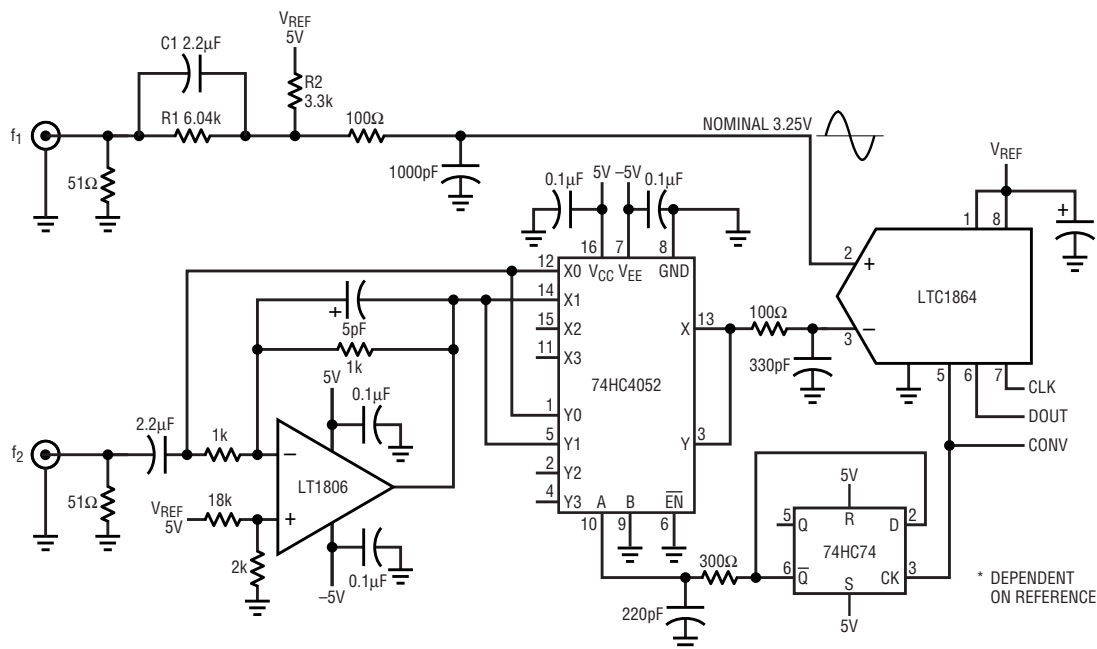 V_REF
5V
C1 2.2µF
R2
3.3k
f1
R1 6.04k
100Ω
NOMINAL 3.25V
51Ω
1000pF
V_REF
0.1µF
5V
–5V
0.1µF
1
8
+
16
7
8
2
+
12
X0
V_CC
V_EE
GND
LTC1864
14
X1
+
5pF
15
X2
X
13
100Ω
–
3
1k
11
X3
330pF
5
6
7
CLK
5V
74HC4052
DOUT
0.1µF
1
Y0
2.2µF
5
Y1
Y
3
CONV
f2
1k
–
2
Y2
5V
LT1806
51Ω
V_REF
5V
18k
+
4
Y3
A
B
EN
5
Q
R
D
2
10
9
6
74HC74
2k
300Ω
6
Q
CK
3
0.1µF
S
* DEPENDENT
ON REFERENCE
–5V
220pF
5V